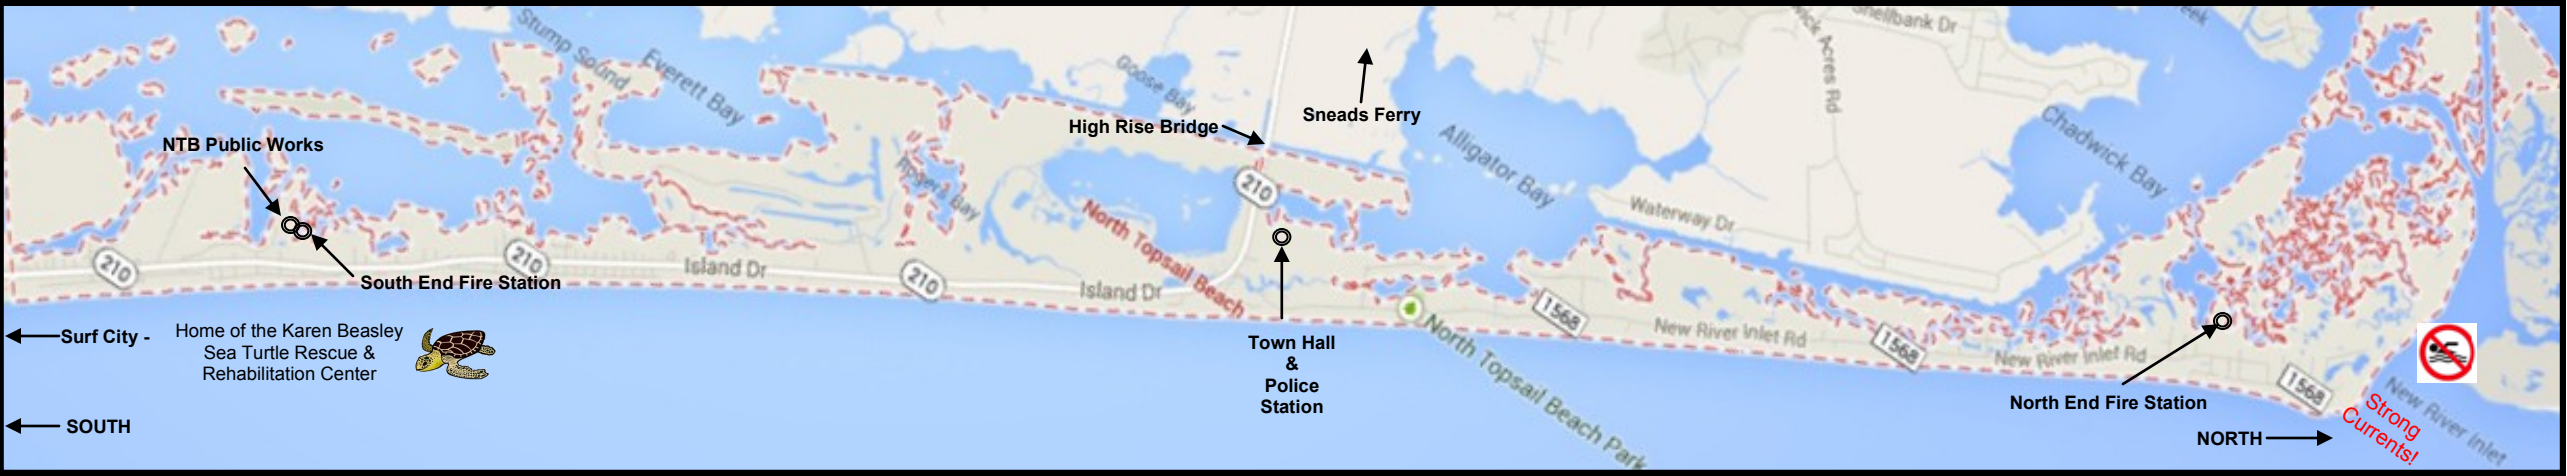 Stump Sound
Everett Bay
Goose Bay
Sneads Ferry
High Rise Bridge
Alligator Bay
Acres Rd
Shellbank Dr
Chadwick Bay
NTB Public Works
South End Fire Station
210
210
210
210
Island Dr
Island Dr
North Topsail Beach
Waterway Dr
1568
1568
1568
New River Inlet Rd
New River Inlet Rd
North Topsail Beach Park
Surf City -
Home of the Karen Beasley
Sea Turtle Rescue &
Rehabilitation Center
SOUTH
Town Hall
&
Police
Station
North End Fire Station
NORTH
Strong
Currents!
New River Inlet